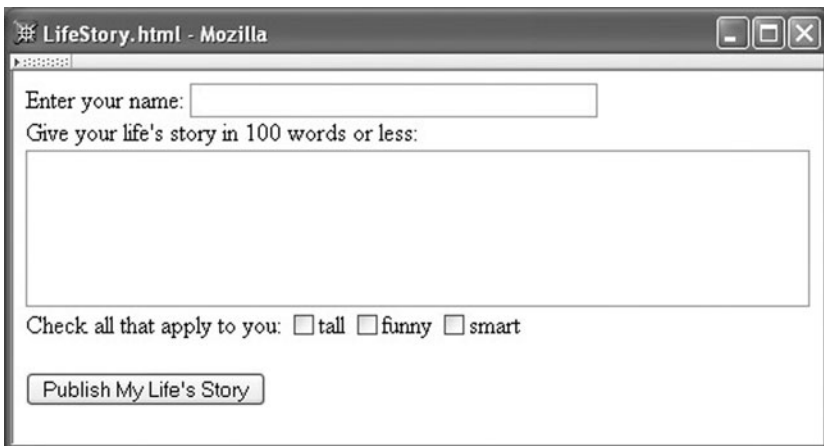 LifeStory.html - Mozilla
Enter your name:
Give your life's story in 100 words or less:
Check all that apply to you: tall funny smart
Publish My Life's Story